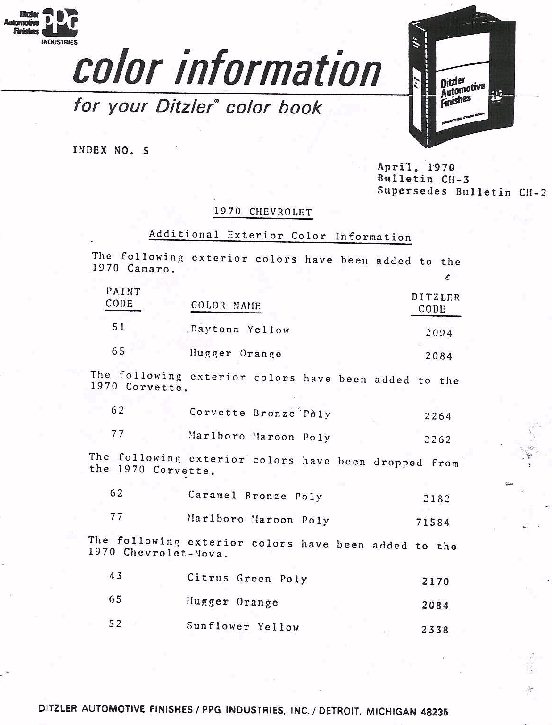 Ditzler
Automotive
Finishes
PPG
INDUSTRIES
color information
for your Ditzler® color book
Ditzler
Automotive
Finishes
INDEX NO. S
April, 1970
Bulletin CH-3
Supersedes Bulletin CH-2
1970 CHEVROLET
Additional Exterior Color Information
The following exterior colors have been added to the
1970 Camaro.
PAINT CODE COLOR NAME DITZLER CODE
51 Daytona Yellow 2094
65 Hugger Orange 2084
The following exterior colors have been added to the
1970 Corvette.
62 Corvette Bronze Poly 2264
77 Marlboro Maroon Poly 2262
The following exterior colors have been dropped from
the 1970 Corvette.
62 Caramel Bronze Poly 2182
77 Marlboro Maroon Poly 71584
The following exterior colors have been added to the
1970 Chevrolet-Nova.
43 Citrus Green Poly 2170
65 Hugger Orange 2084
52 Sunflower Yellow 2338
DITZLER AUTOMOTIVE FINISHES / PPG INDUSTRIES, INC. / DETROIT, MICHIGAN 48235